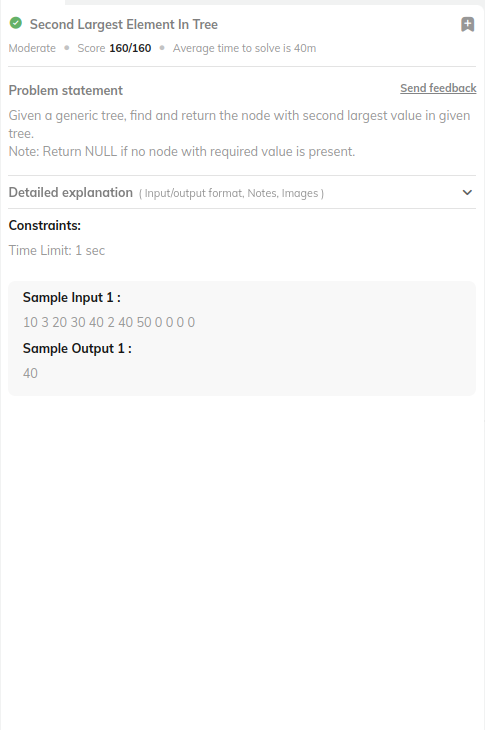 Second Largest Element In Tree
Moderate • Score 160/160 • Average time to solve is 40m
Problem statement Send feedback
Given a generic tree, find and return the node with second largest value in given
tree.
Note: Return NULL if no node with required value is present.
Detailed explanation ( Input/output format, Notes, Images )
Constraints:
Time Limit: 1 sec
Sample Input 1 :
10 3 20 30 40 2 40 50 0 0 0 0
Sample Output 1 :
40